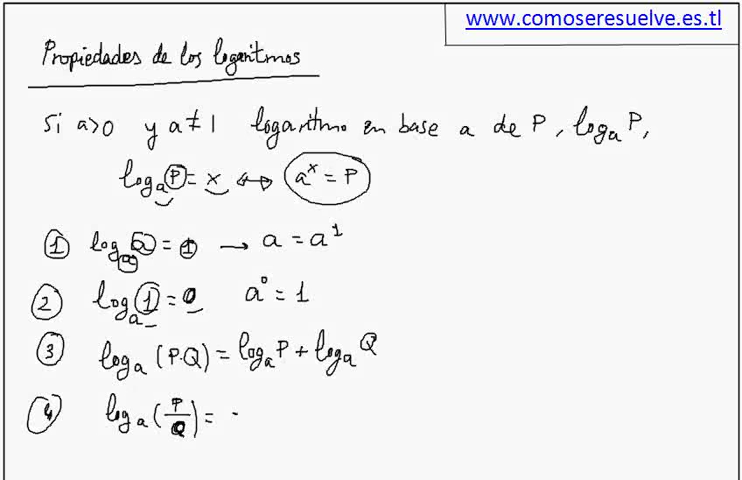 www.comoseresuelve.es.tl
Propiedades de los logaritmos
Si a>0 y a≠1 logaritmo en base a de P, logₐP,
logₐP = x ↔ aˣ = P
① logₐa = 1 → a = a¹
② logₐ1 = 0 a⁰ = 1
③ logₐ(P·Q) = logₐP + logₐQ
④ logₐ(P/Q) =